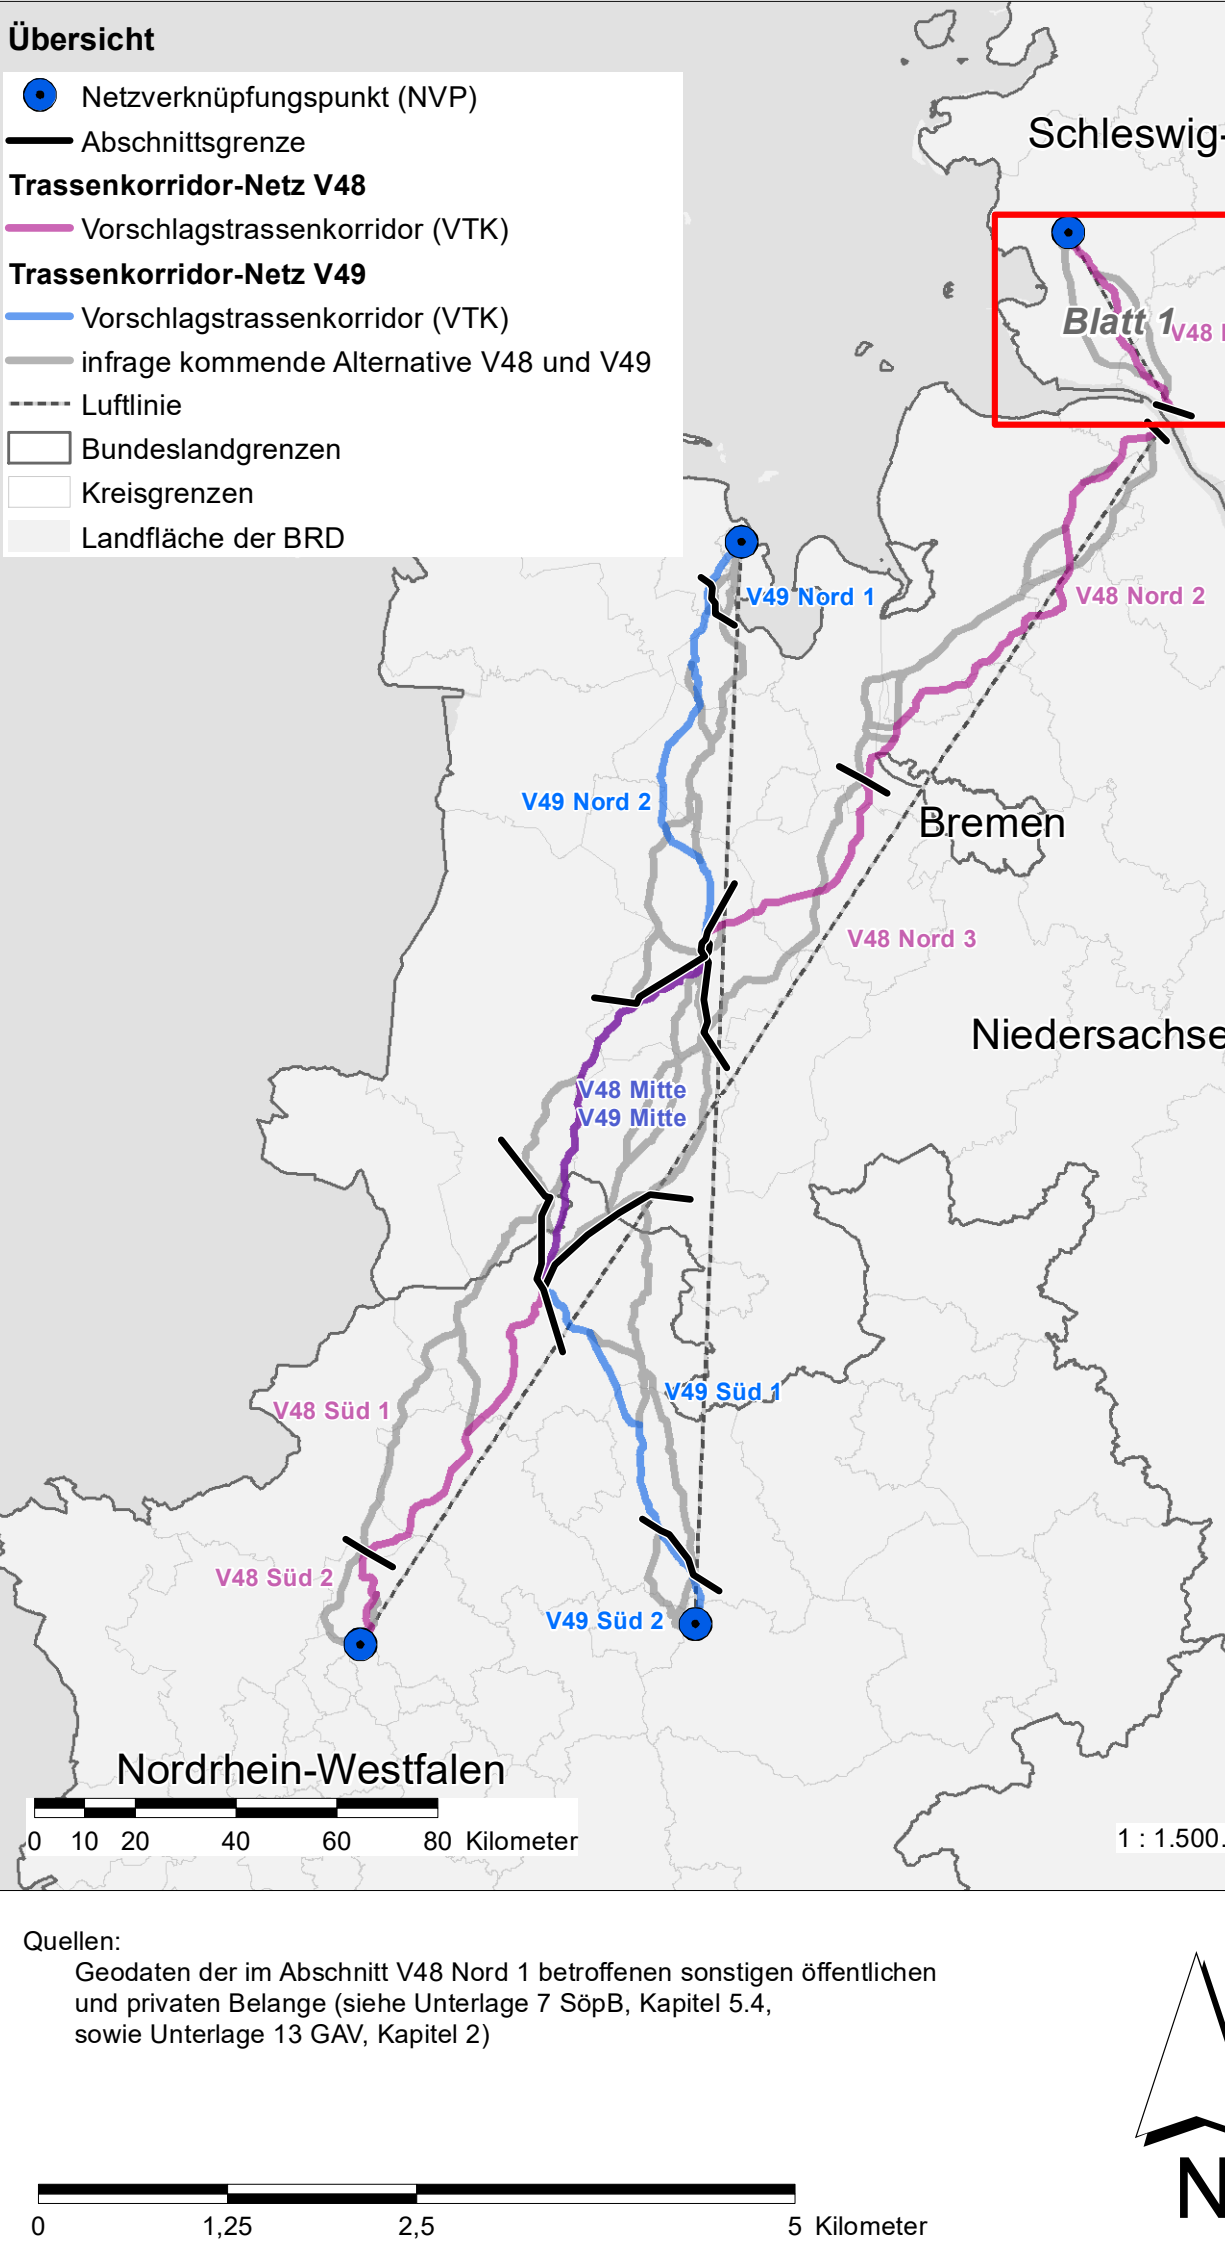 Übersicht
Netzverknüpfungspunkt (NVP)
Abschnittsgrenze
Trassenkorridor-Netz V48
Vorschlagstrassenkorridor (VTK)
Trassenkorridor-Netz V49
Vorschlagstrassenkorridor (VTK)
infrage kommende Alternative V48 und V49
Luftlinie
Bundeslandgrenzen
Kreisgrenzen
Landfläche der BRD
Schleswig-
Blatt 1
V48
V49 Nord 1
V48 Nord 2
V49 Nord 2
Bremen
V48 Nord 3
Niedersachse
V48 Mitte
V49 Mitte
V49 Süd 1
V48 Süd 1
V48 Süd 2
V49 Süd 2
Nordrhein-Westfalen
0 10 20 40 60 80 Kilometer
1 : 1.500.
Quellen:
Geodaten der im Abschnitt V48 Nord 1 betroffenen sonstigen öffentlichen
und privaten Belange (siehe Unterlage 7 SöpB, Kapitel 5.4,
sowie Unterlage 13 GAV, Kapitel 2)
N
0 1,25 2,5 5 Kilometer